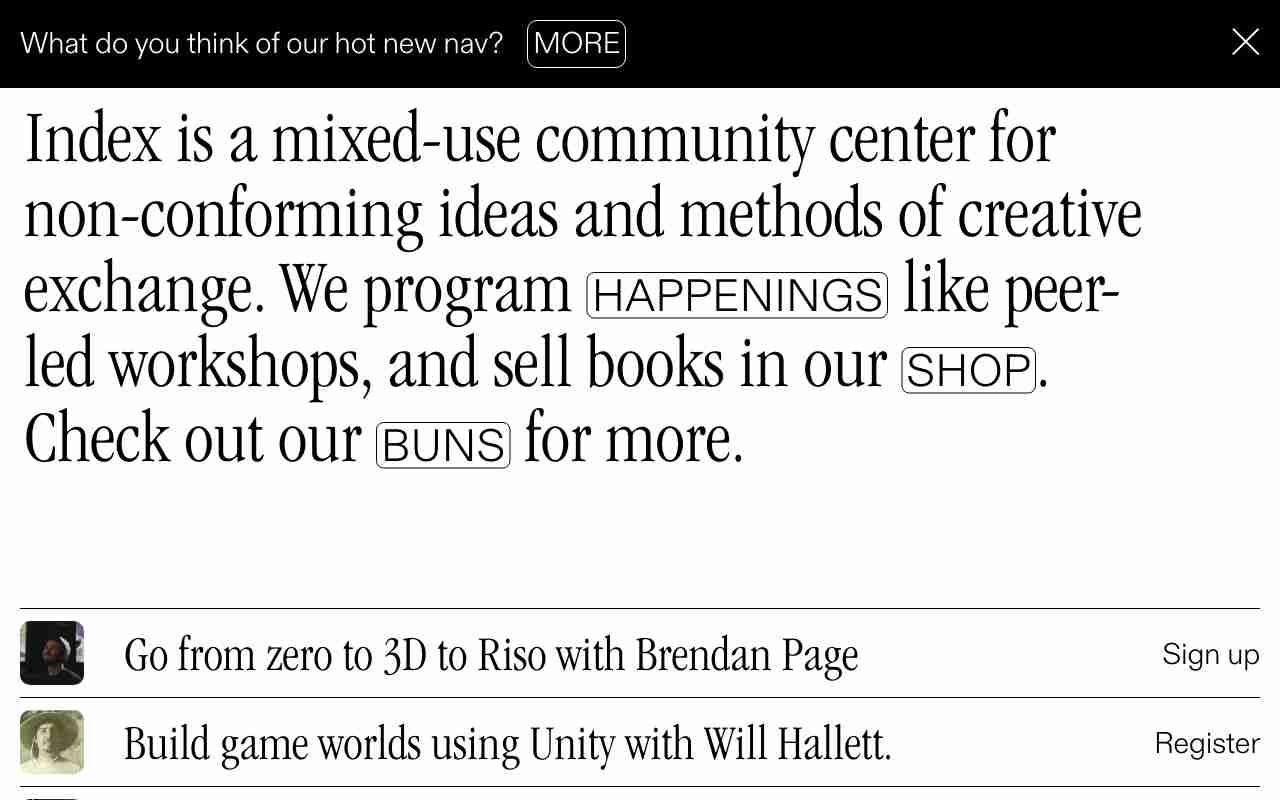 What do you think of our hot new nav? MORE
Index is a mixed-use community center for
non-conforming ideas and methods of creative
exchange. We program HAPPENINGS like peer-
led workshops, and sell books in our SHOP.
Check out our BUNS for more.
Go from zero to 3D to Riso with Brendan Page Sign up
Build game worlds using Unity with Will Hallett. Register